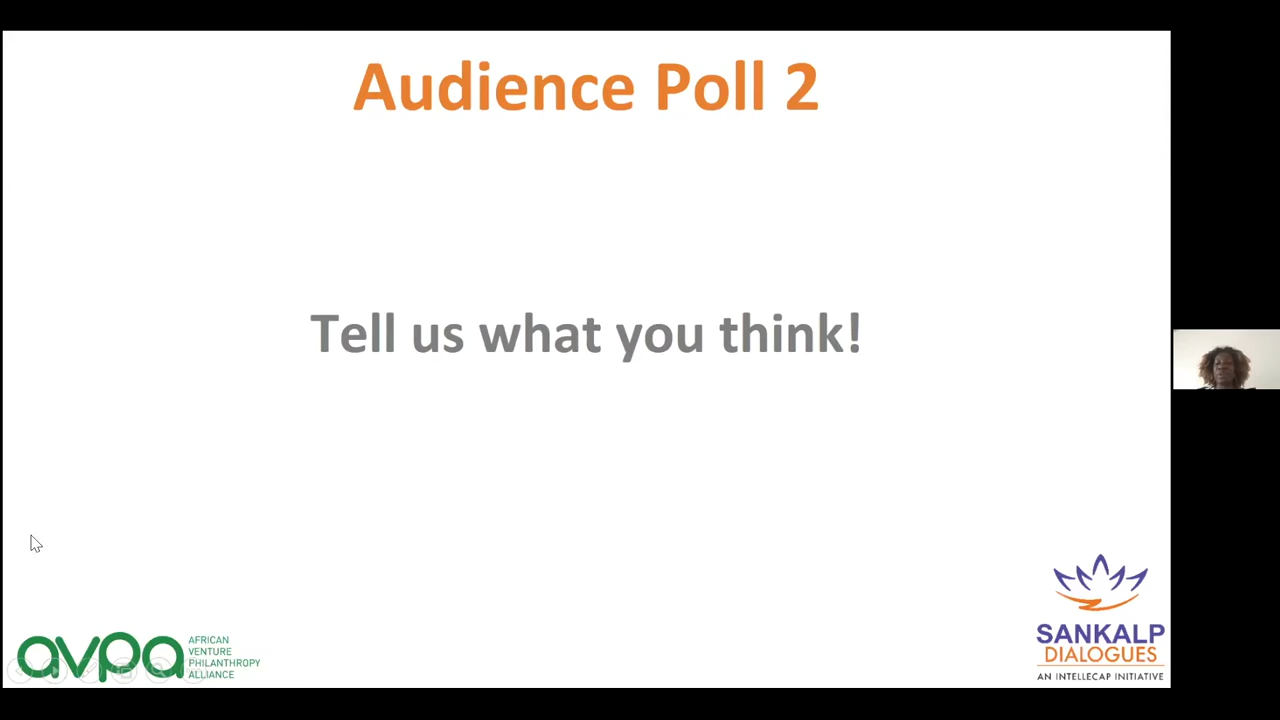 Audience Poll 2
Tell us what you think!
avpa
AFRICAN
VENTURE
PHILANTHROPY
ALLIANCE
SANKALP
DIALOGUES
AN INTELLECAP INITIATIVE